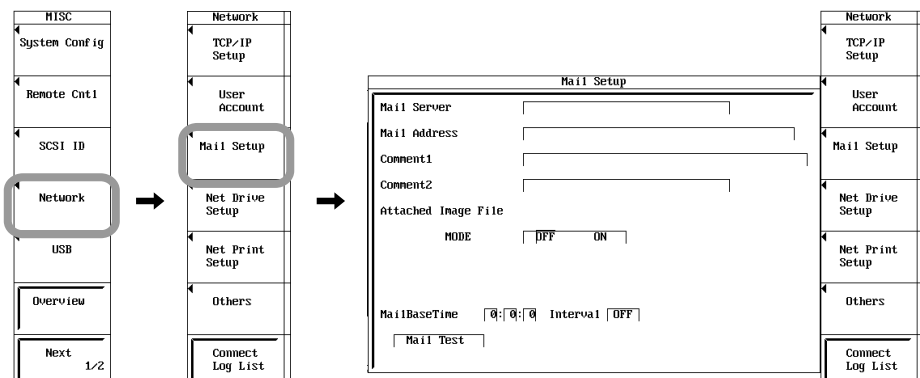 MISC
System Config
Remote Cntl
SCSI ID
Network
USB
Overview
Next
1/2
Network
TCP/IP
Setup
User
Account
Mail Setup
Net Drive
Setup
Net Print
Setup
Others
Connect
Log List
Mail Setup
Mail Server
Mail Address
Comment1
Comment2
Attached Image File
MODE OFF ON
MailBaseTime 0:0:0 Interval OFF
Mail Test
Network
TCP/IP
Setup
User
Account
Mail Setup
Net Drive
Setup
Net Print
Setup
Others
Connect
Log List